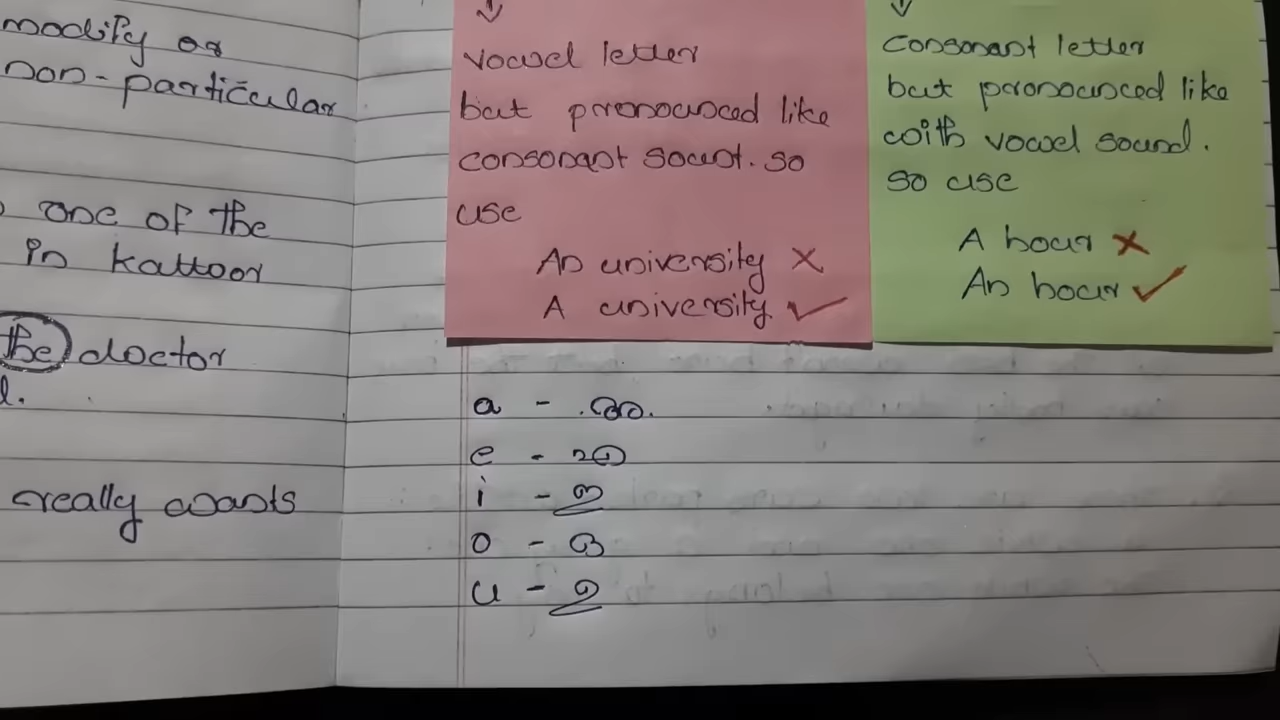 modify or
non-particular
one of the
in kattoor
the doctor
really wants
vowel letter
but pronounced like
consonant sount. so
use
An university ✗
A university ✓
consonant letter
but pronounced like
with vowel sound.
so use
A hour ✗
An hour ✓
a -
e - എ
i - ഇ
o - ഒ
u - ഉ